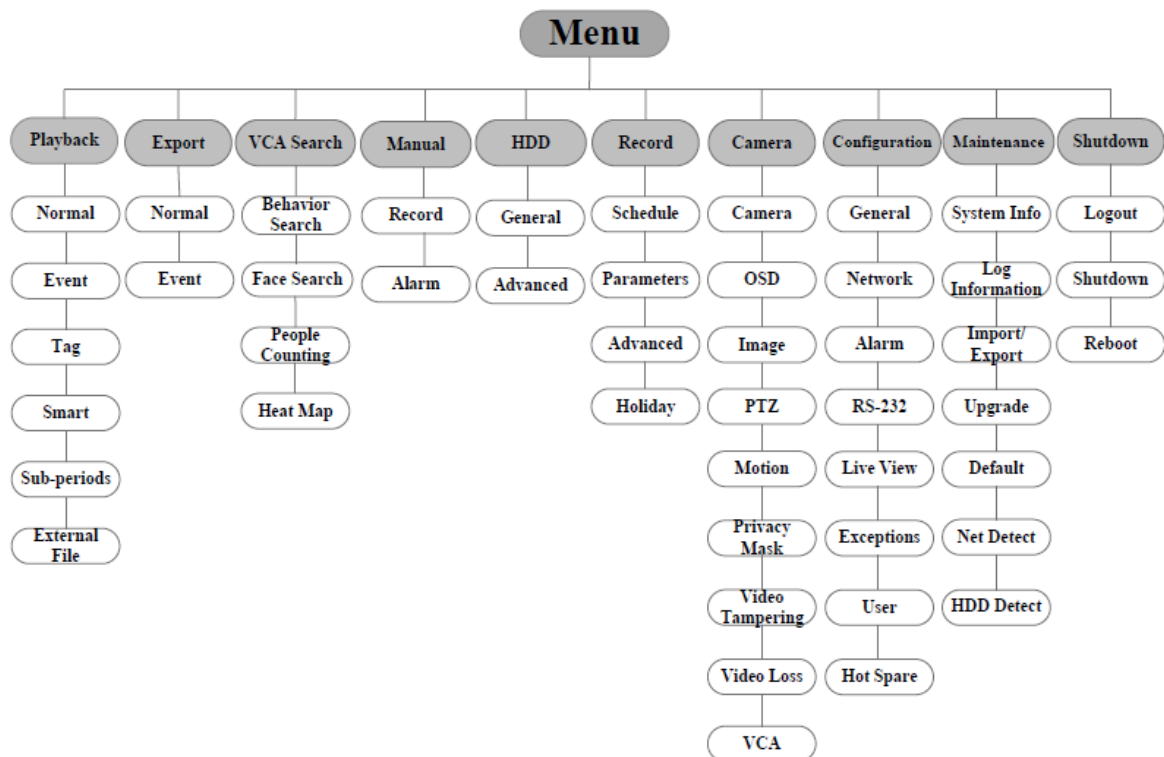 Menu
Playback
Export
VCA Search
Manual
HDD
Record
Camera
Configuration
Maintenance
Shutdown
Normal
Event
Tag
Smart
Sub-periods
External
File
Normal
Event
Behavior
Search
Face Search
People
Counting
Heat Map
Record
Alarm
General
Advanced
Schedule
Parameters
Advanced
Holiday
Camera
OSD
Image
PTZ
Motion
Privacy
Mask
Video
Tampering
Video Loss
VCA
General
Network
Alarm
RS-232
Live View
Exceptions
User
Hot Spare
System Info
Log
Information
Import/
Export
Upgrade
Default
Net Detect
HDD Detect
Logout
Shutdown
Reboot